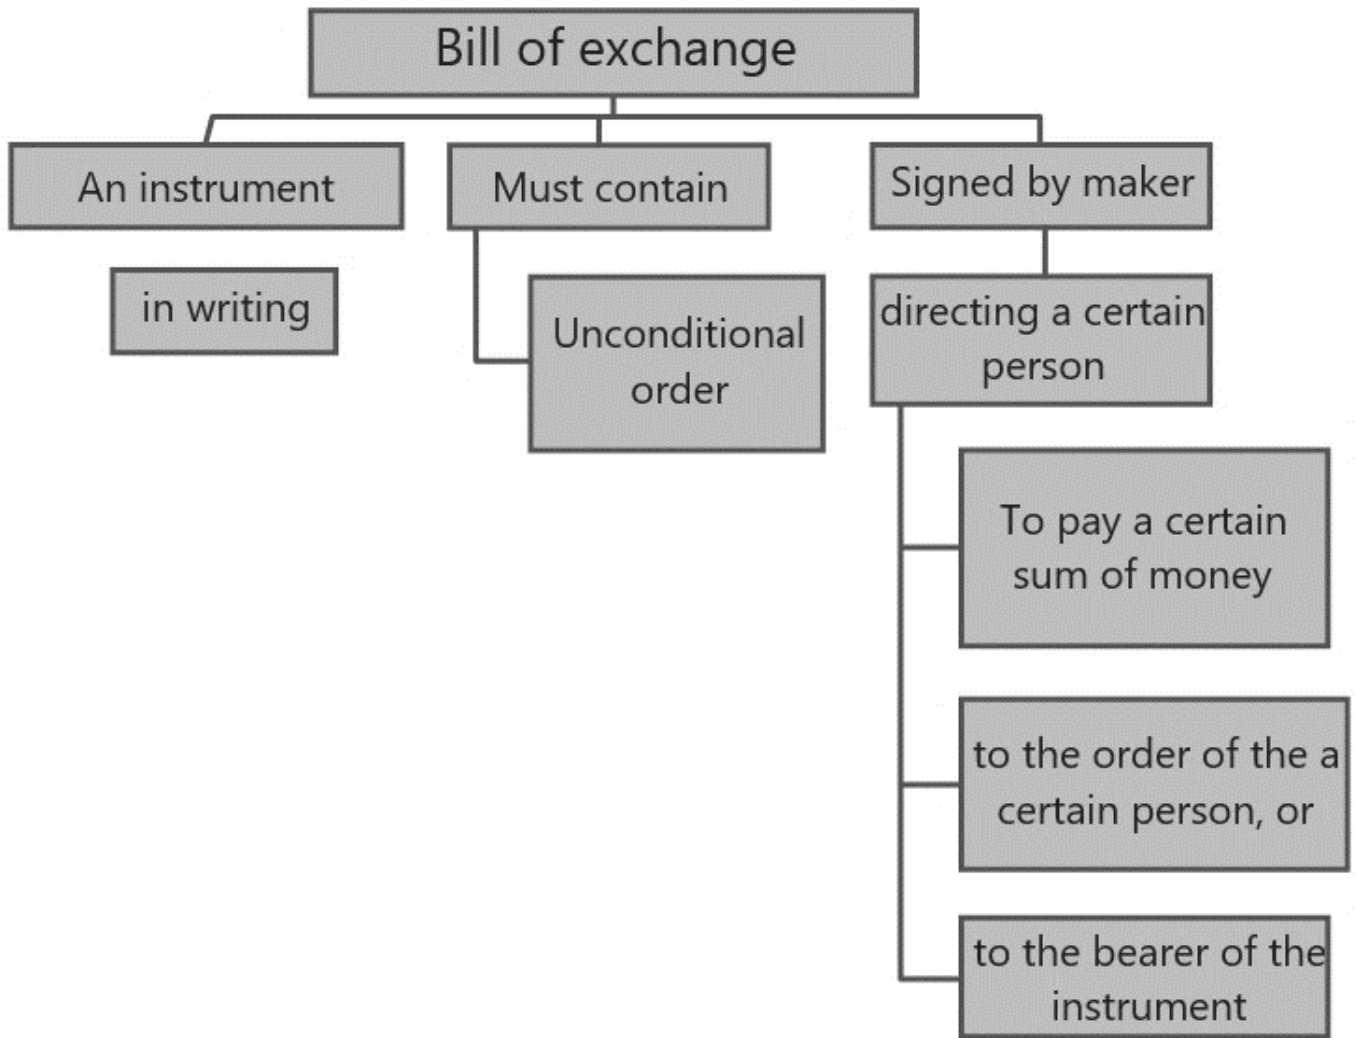 Bill of exchange
An instrument
in writing
Must contain
Unconditional
order
Signed by maker
directing a certain
person
To pay a certain
sum of money
to the order of the a
certain person, or
to the bearer of the
instrument